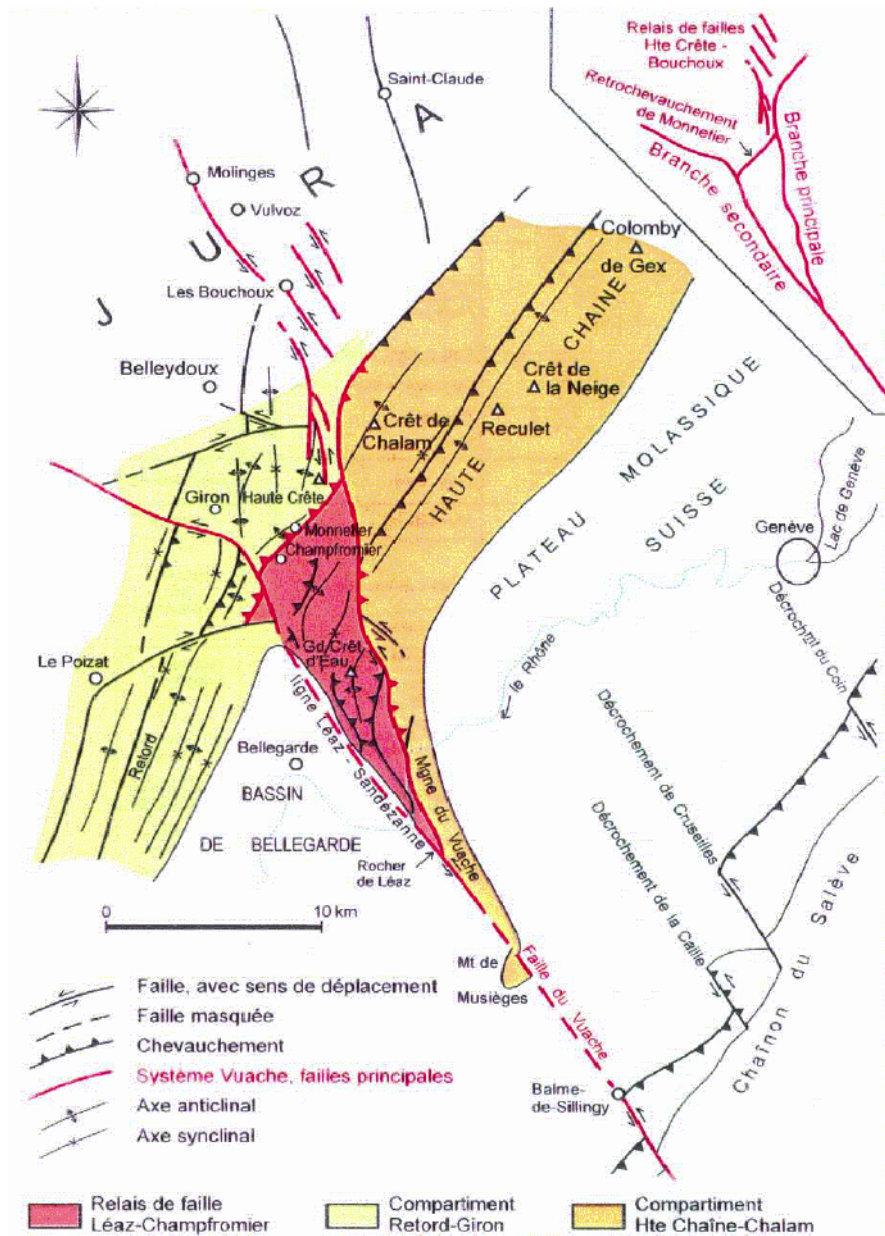 Relais de failles
Hte Crête -
Bouchoux
Retrochevauchement
de Monnetier
Branche principale
Branche secondaire
Saint-Claude
J U R A
Molinges
Vulvoz
Les Bouchoux
Belleydoux
Colomby
de Gex
HAUTE CHAINE
Crêt de
la Neige
Reculet
Crêt de
Chalam
PLATEAU MOLASSIQUE
SUISSE
Genève
Lac de Genève
Giron
Haute Crête
Monnetier
Champfromier
Le Poizat
Gd Crêt
d'Eau
le Rhône
Décrochmt du Coin
Retord
Bellegarde
BASSIN
DE BELLEGARDE
ligne Léaz - Sandézanne
Mgne du Vuache
Rocher
de Léaz
Décrochement de Cruseilles
Décrochement de la Caille
Chaînon du Salève
0 10 km
Mt de
Musièges
Faille du Vuache
Balme-
de-Sillingy
Faille, avec sens de déplacement
Faille masquée
Chevauchement
Système Vuache, failles principales
Axe anticlinal
Axe synclinal
Relais de faille
Léaz-Champfromier
Compartiment
Retord-Giron
Compartiment
Hte Chaîne-Chalam